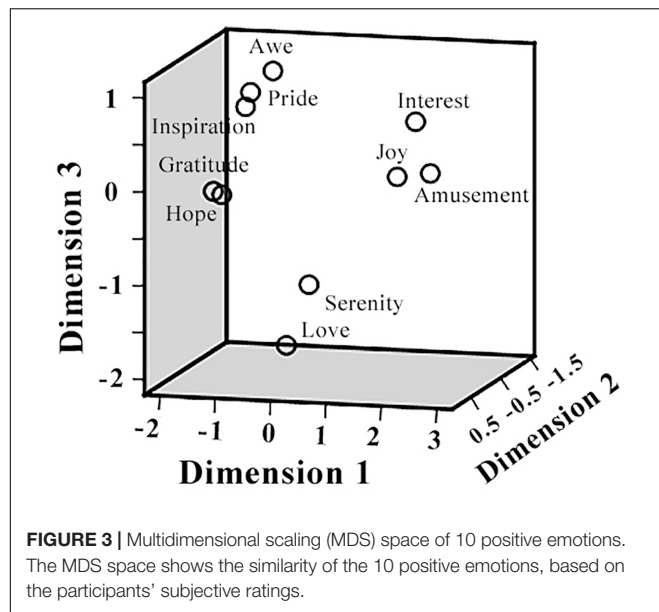 Awe
Pride
Inspiration
Interest
Joy
Amusement
Gratitude
Hope
Serenity
Love
Dimension 3
1
0
-1
-2
-2 -1 0 1 2 3
Dimension 1
0.5 -0.5 -1.5
Dimension 2
FIGURE 3 | Multidimensional scaling (MDS) space of 10 positive emotions.
The MDS space shows the similarity of the 10 positive emotions, based on
the participants’ subjective ratings.